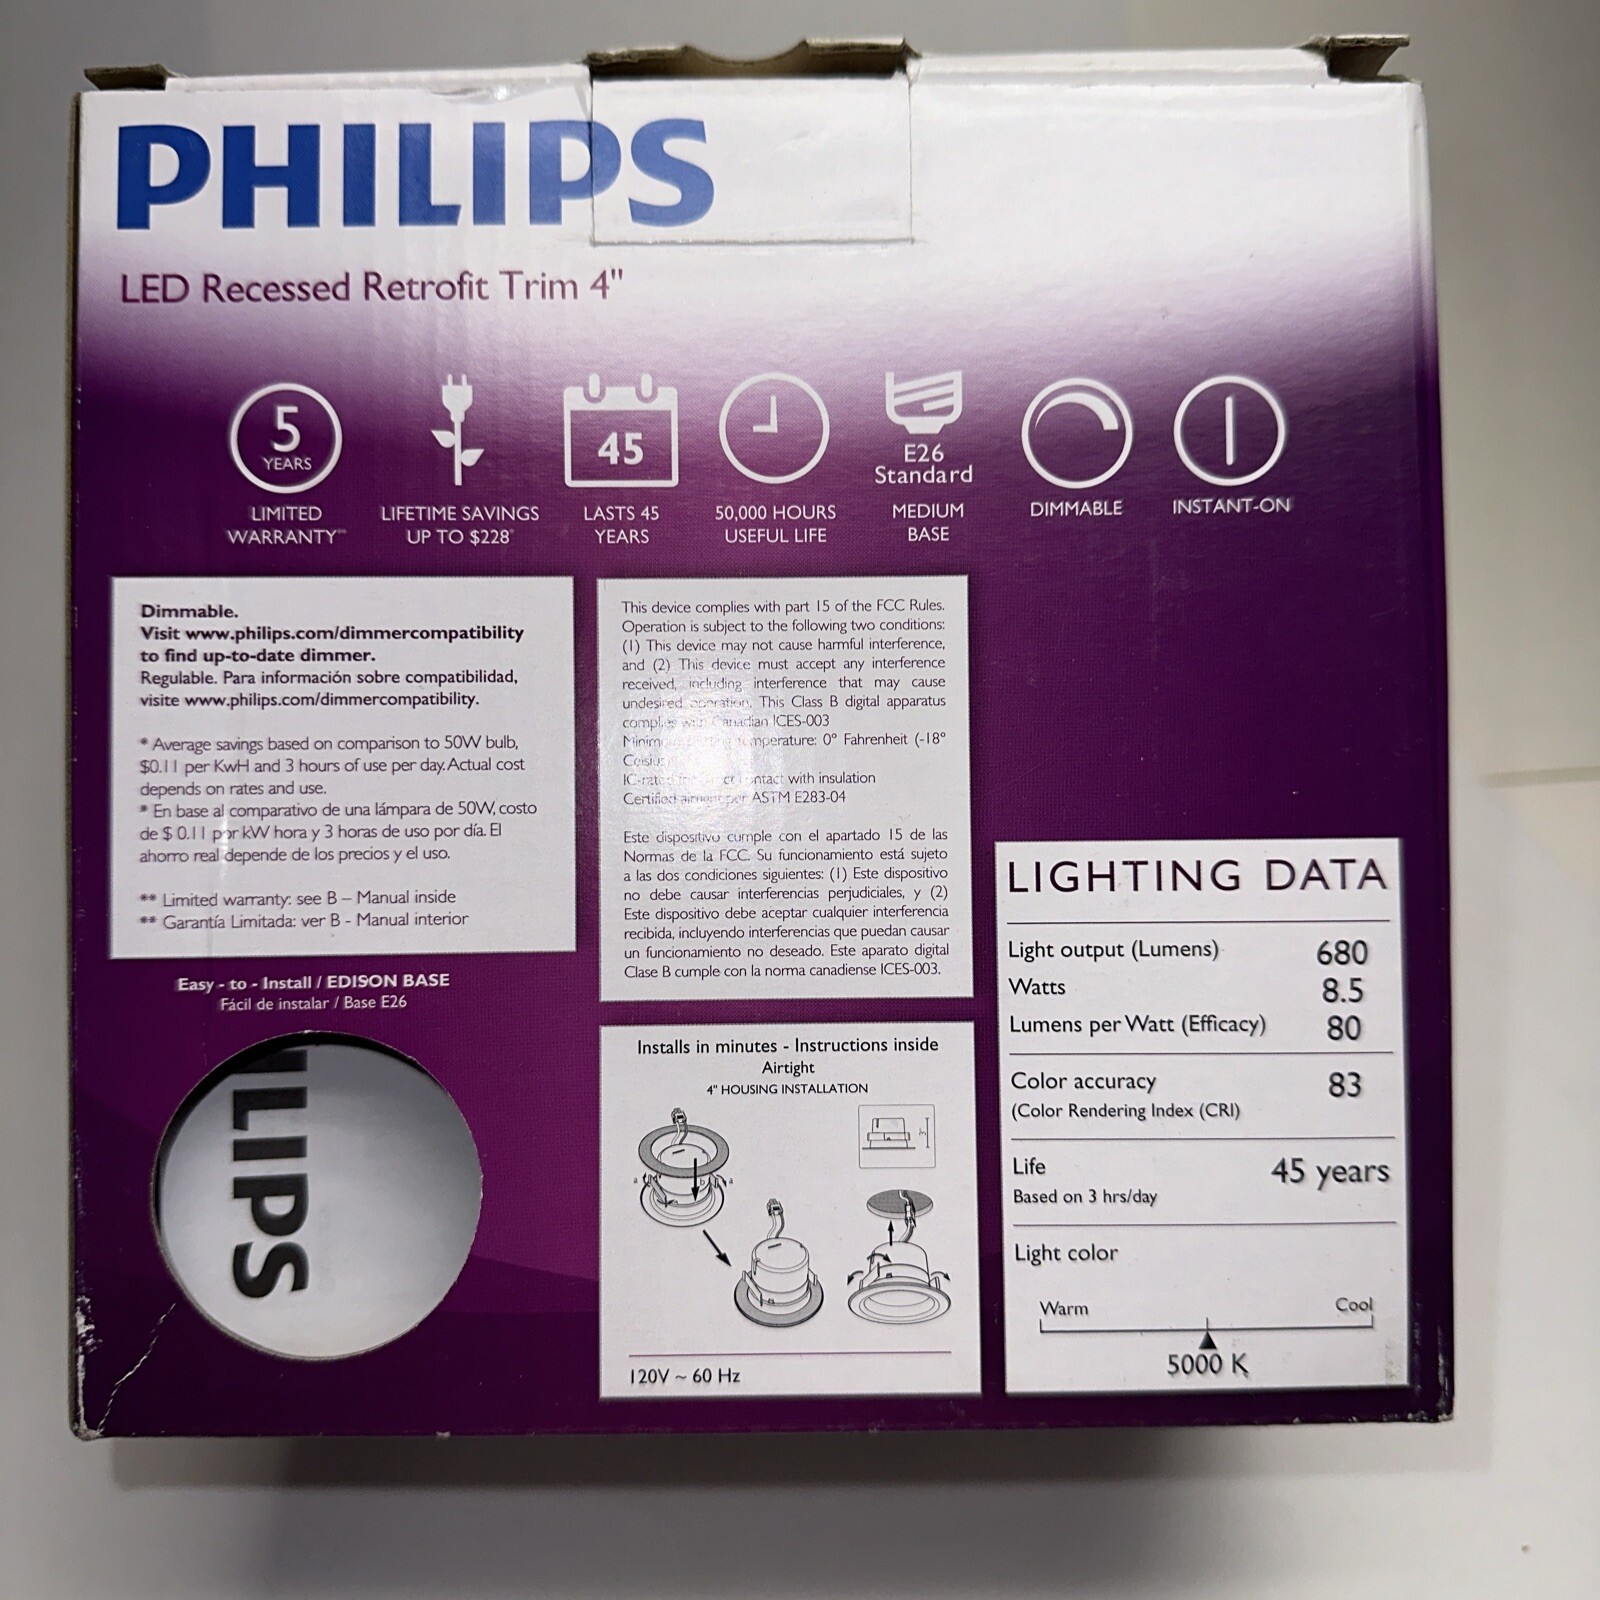 PHILIPS
LED Recessed Retrofit Trim 4"
5
YEARS
LIMITED
WARRANTY**
LIFETIME SAVINGS
UP TO $228*
45
LASTS 45
YEARS
50,000 HOURS
USEFUL LIFE
E26
Standard
MEDIUM
BASE
DIMMABLE
INSTANT-ON
Dimmable.
Visit www.philips.com/dimmercompatibility
to find up-to-date dimmer.
Regulable. Para información sobre compatibilidad,
visite www.philips.com/dimmercompatibility.
* Average savings based on comparison to 50W bulb,
$0.11 per KwH and 3 hours of use per day. Actual cost
depends on rates and use.
* En base al comparativo de una lámpara de 50W, costo
de $ 0.11 por kW hora y 3 horas de uso por día. El
ahorro real depende de los precios y el uso.
** Limited warranty: see B – Manual inside
** Garantía Limitada: ver B - Manual interior
Easy - to - Install / EDISON BASE
Fácil de instalar / Base E26
ILIPS
This device complies with part 15 of the FCC Rules.
Operation is subject to the following two conditions:
(1) This device may not cause harmful interference,
and (2) This device must accept any interference
received, including interference that may cause
undesired operation. This Class B digital apparatus
complies with Canadian ICES-003
temperature: 0° Fahrenheit (-18°
Celsius
contact with insulation
Certified airtight per ASTM E283-04
Este dispositivo cumple con el apartado 15 de las
Normas de la FCC. Su funcionamiento está sujeto
a las dos condiciones siguientes: (1) Este dispositivo
no debe causar interferencias perjudiciales, y (2)
Este dispositivo debe aceptar cualquier interferencia
recibida, incluyendo interferencias que puedan causar
un funcionamiento no deseado. Este aparato digital
Clase B cumple con la norma canadiense ICES-003.
Installs in minutes - Instructions inside
Airtight
4" HOUSING INSTALLATION
a
b
a
120V ~ 60 Hz
LIGHTING DATA
Light output (Lumens) 680
Watts 8.5
Lumens per Watt (Efficacy) 80
Color accuracy 83
(Color Rendering Index (CRI)
Life 45 years
Based on 3 hrs/day
Light color
Warm Cool
5000 K